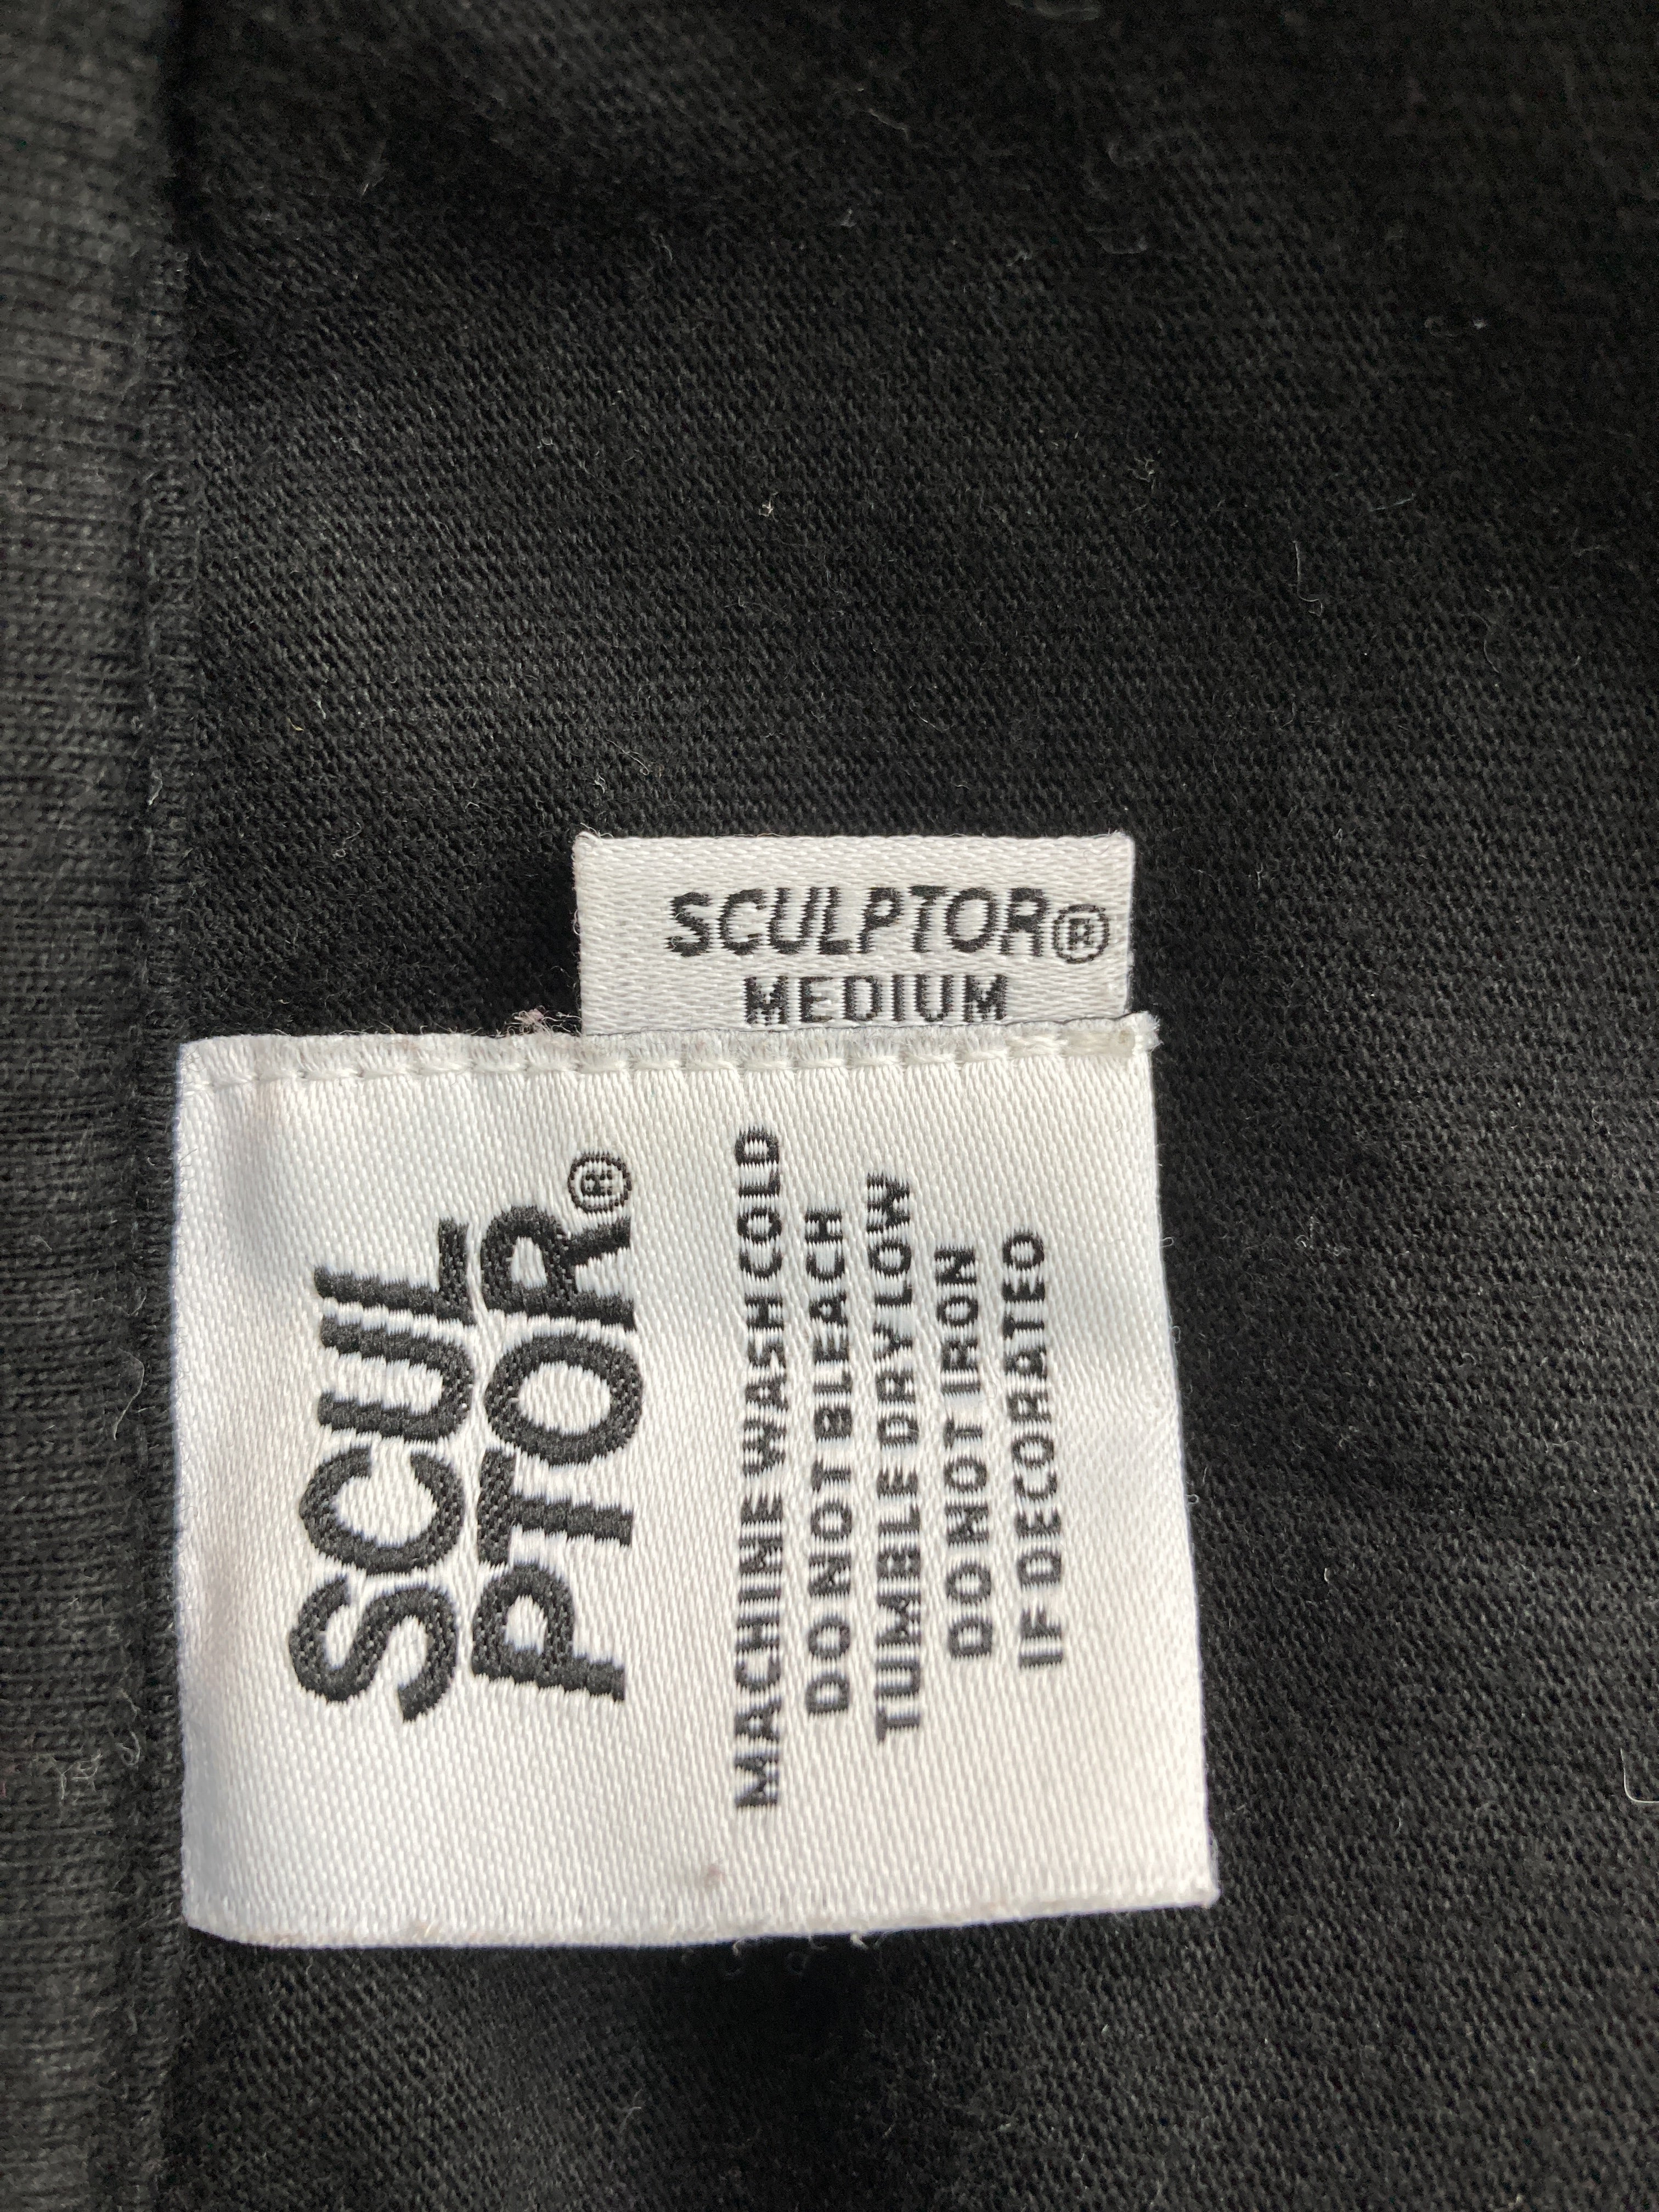 SCULPTOR®
MEDIUM
SCUL
PTOR®
MACHINE WASH COLD
DO NOT BLEACH
TUMBLE DRY LOW
DO NOT IRON
IF DECORATED